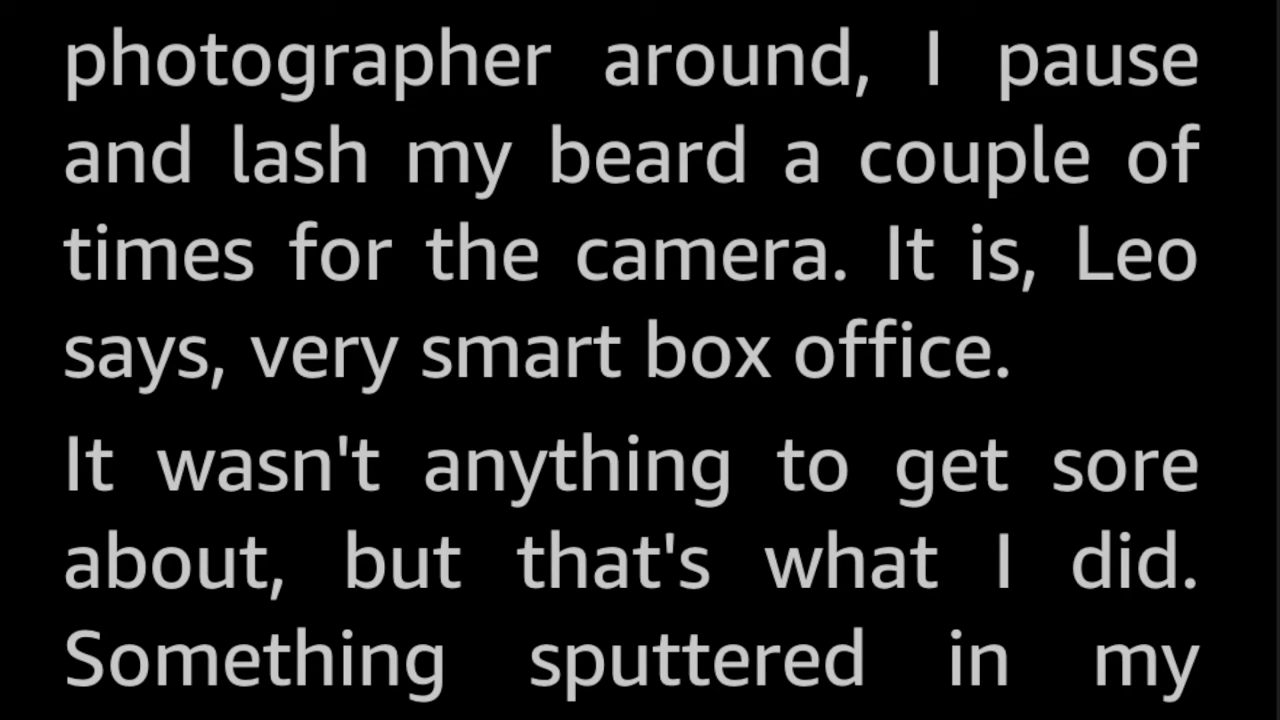 photographer around, I pause
and lash my beard a couple of
times for the camera. It is, Leo
says, very smart box office.
It wasn't anything to get sore
about, but that's what I did.
Something sputtered in my